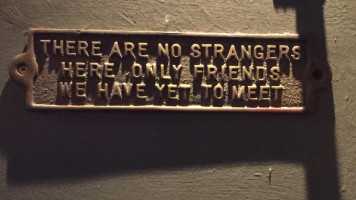 THERE ARE NO STRANGERS
HERE ONLY FRIENDS
WE HAVE YET TO MEET